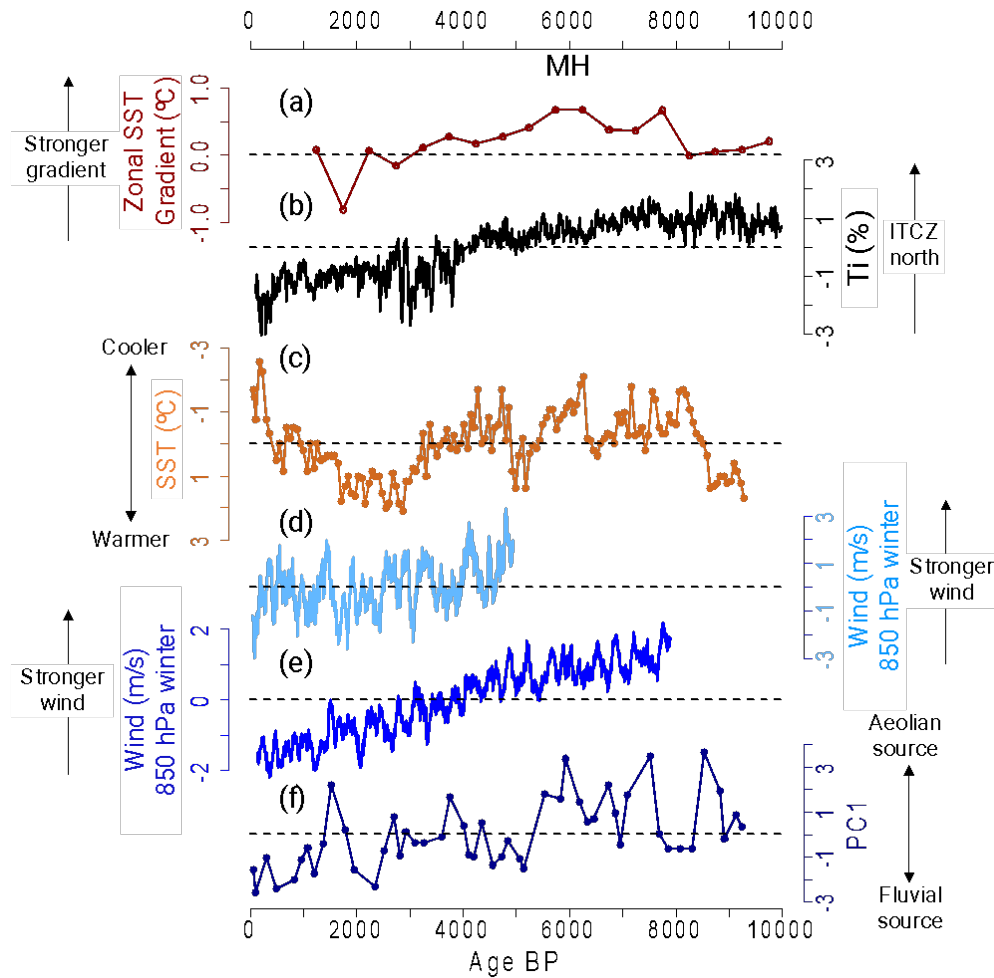 0 2000 4000 6000 8000 10000
MH
(a)
1.0
0.0
-1.0
Zonal SST
Gradient (ºC)
Stronger
gradient
(b)
3
1
-1
-3
Ti (%)
ITCZ
north
Cooler
(c)
-3
-1
1
3
SST (ºC)
Warmer
(d)
3
1
-1
-3
Wind (m/s)
850 hPa winter
Stronger
wind
(e)
2
0
-2
Wind (m/s)
850 hPa winter
Stronger
wind
Aeolian
source
(f)
3
1
-1
-3
PC1
Fluvial
source
0 2000 4000 6000 8000 10000
Age BP